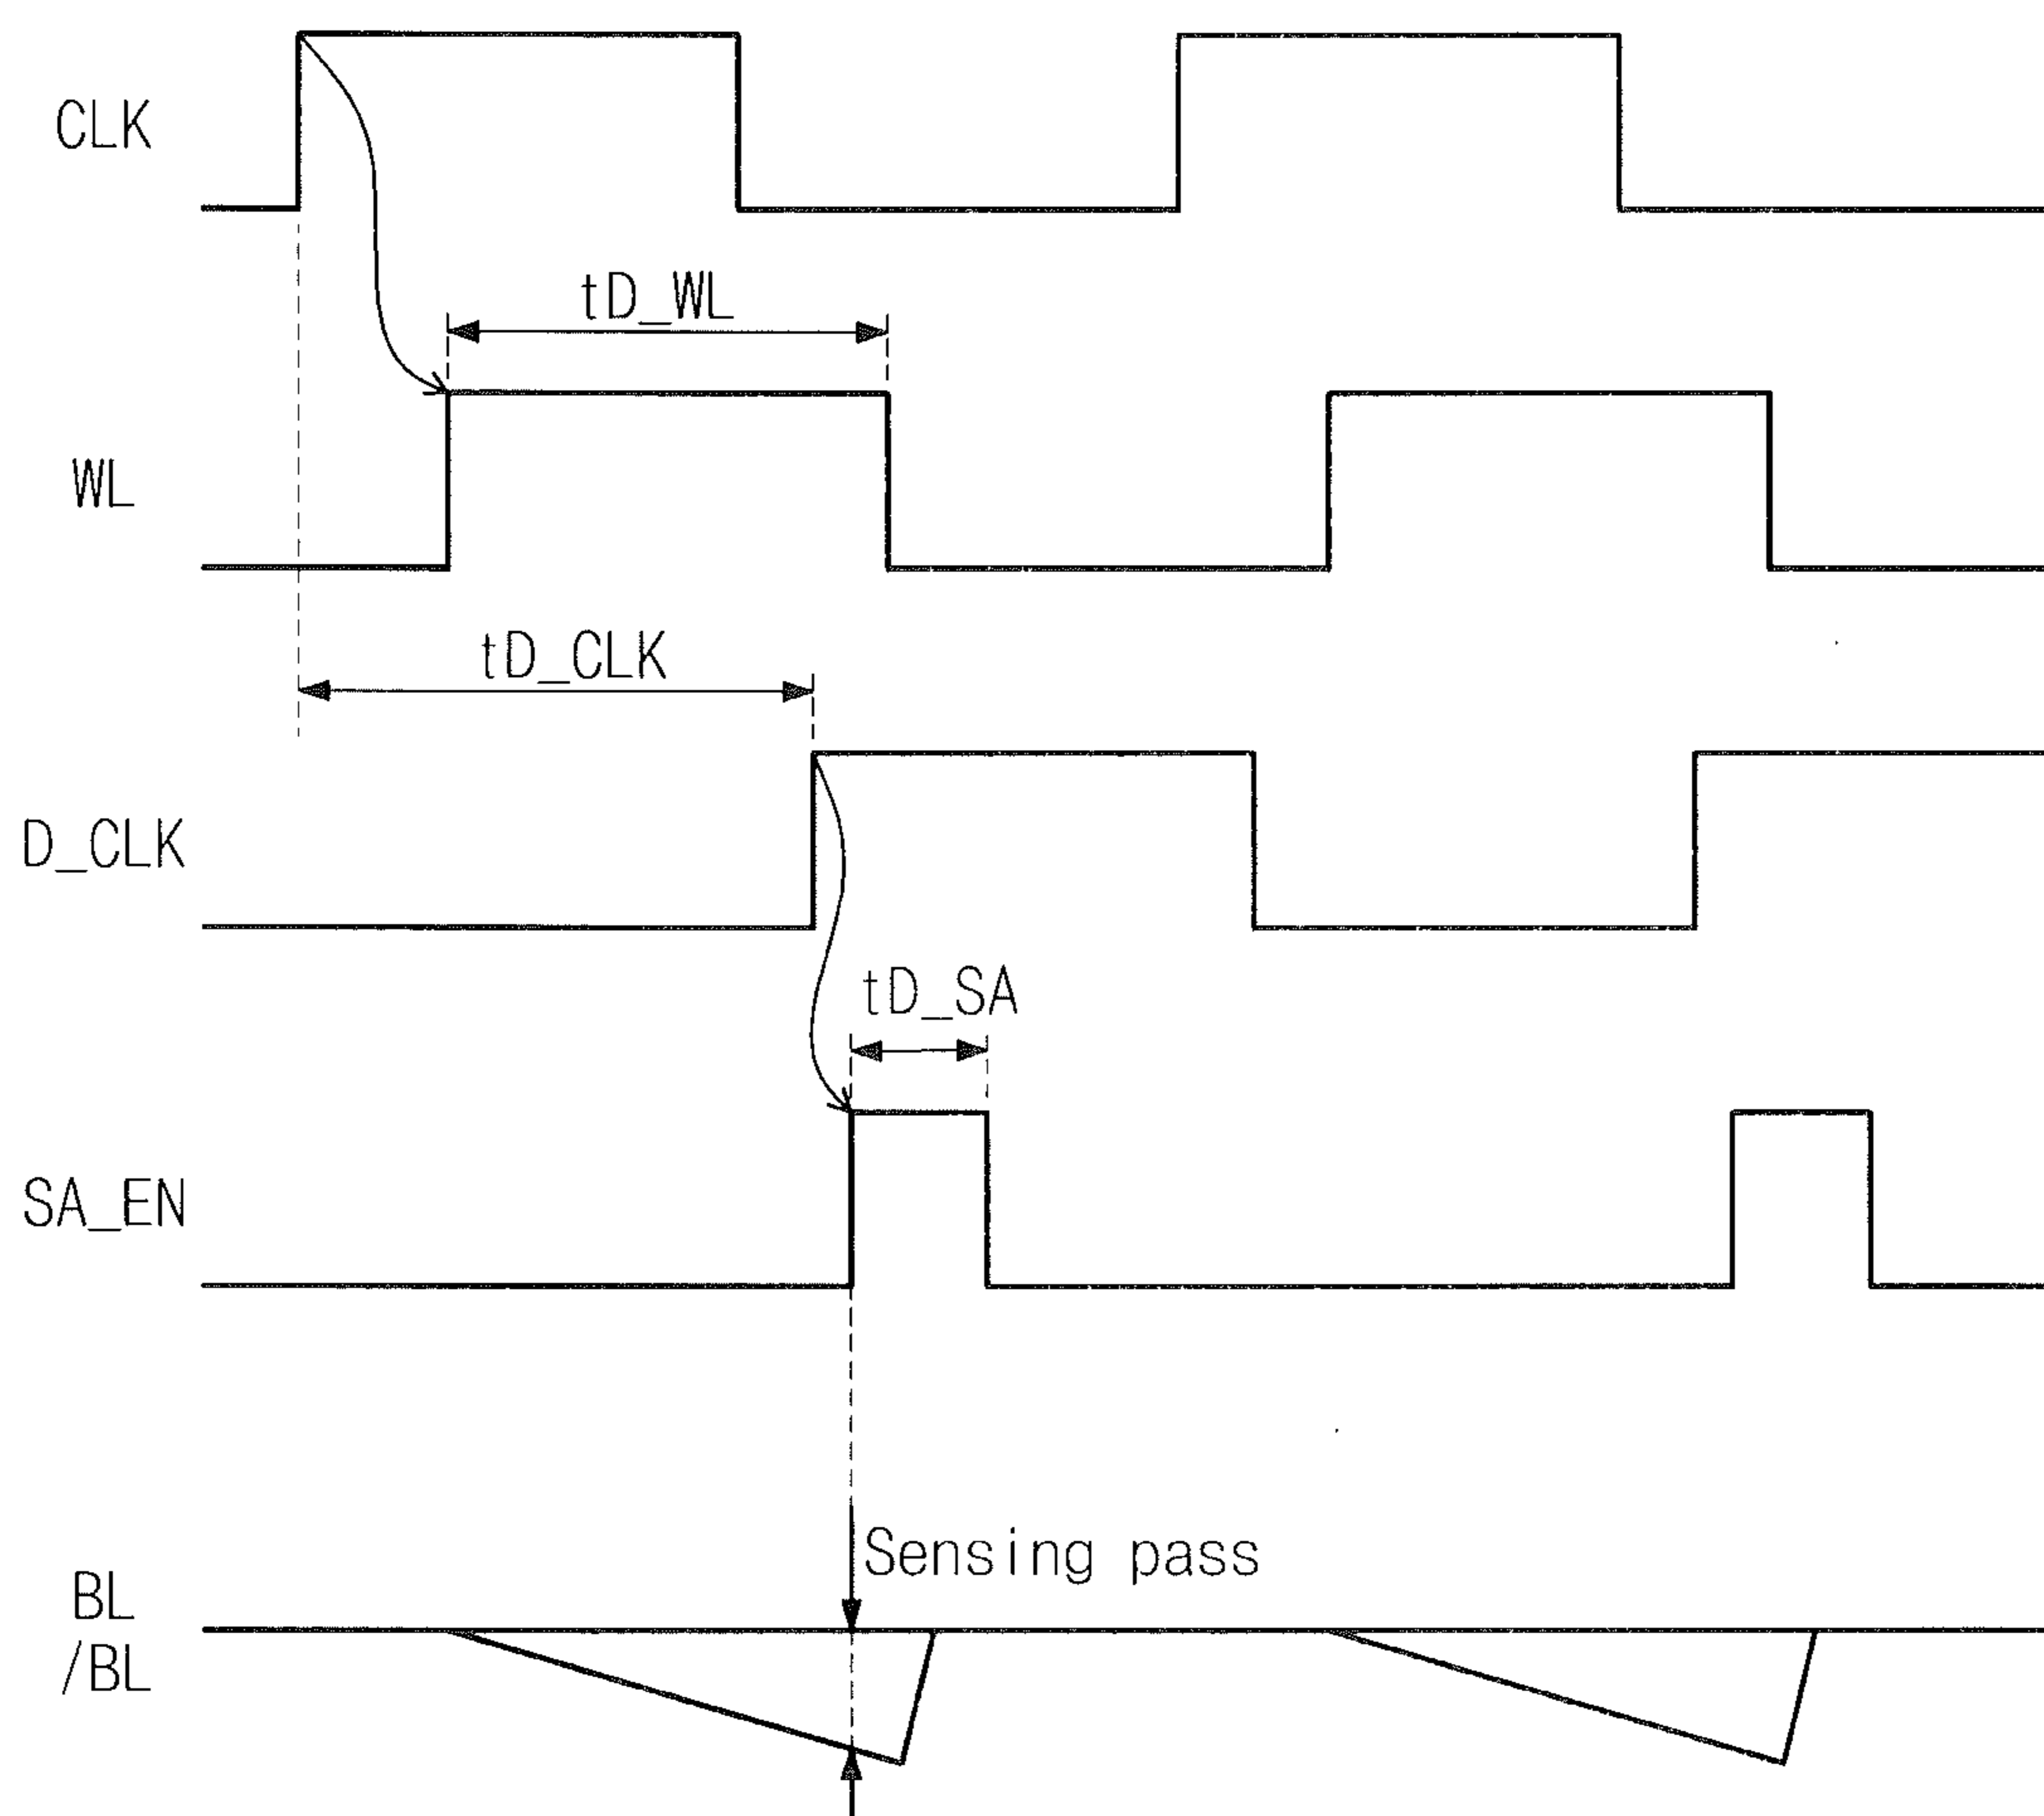 CLK
tD_WL
WL
tD_CLK
D_CLK
tD_SA
SA_EN
Sensing pass
BL
/BL